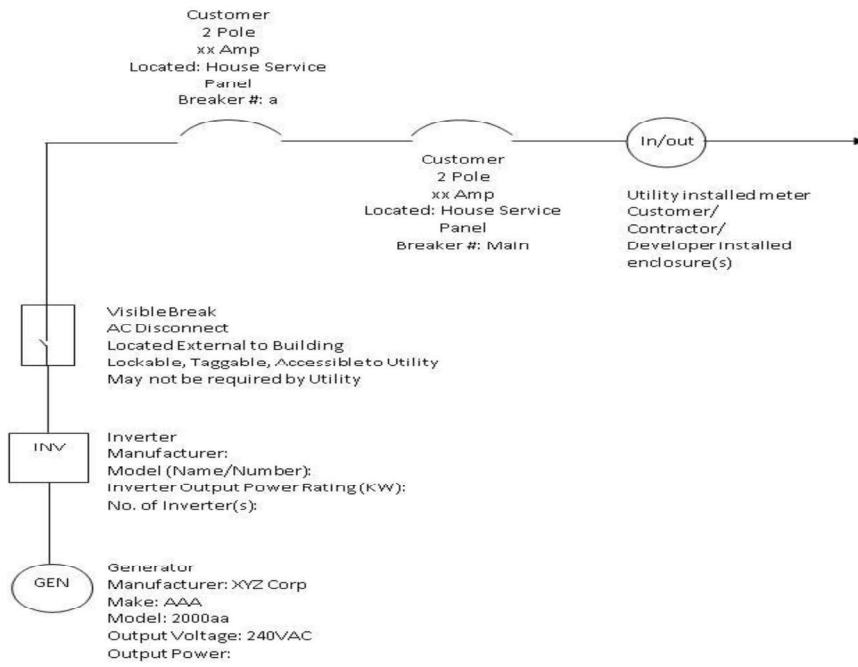 Customer
2 Pole
xx Amp
Located: House Service
Panel
Breaker #: a
In/out
Customer
2 Pole
xx Amp
Located: House Service
Panel
Breaker #: Main
Utility installed meter
Customer/
Contractor/
Developer installed
enclosure(s)
Visible Break
AC Disconnect
Located External to Building
Lockable, Taggable, Accessible to Utility
May not be required by Utility
INV
Inverter
Manufacturer:
Model (Name/Number):
Inverter Output Power Rating (KW):
No. of Inverter(s):
GEN
Generator
Manufacturer: XYZ Corp
Make: AAA
Model: 2000aa
Output Voltage: 240VAC
Output Power: